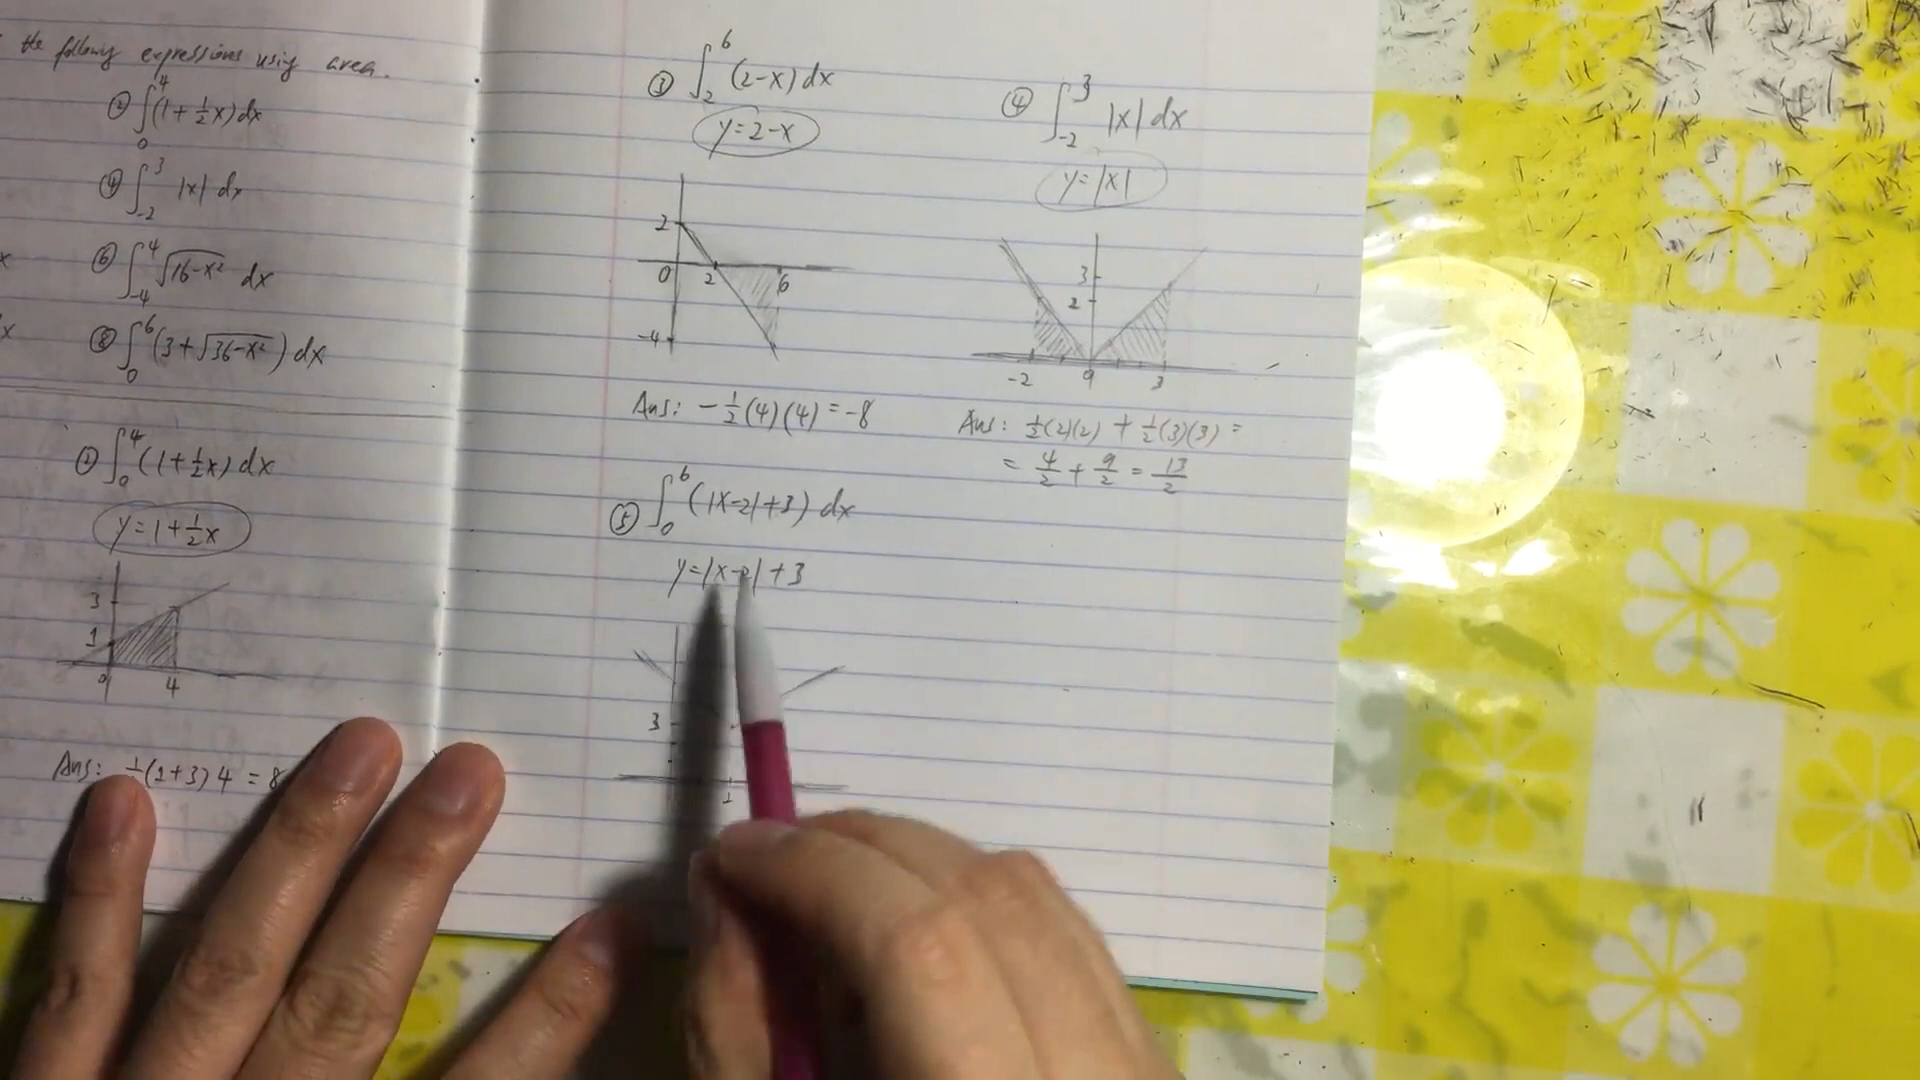 the following expressions using area.
② ∫₀⁴ (1+½x)dx
④ ∫₋₂³ |x| dx
⑥ ∫₋₄⁴ √(16-x²) dx
⑧ ∫₀⁶ (3+√(36-x²)) dx
x
x
∫₀⁴ (1+½x) dx
y=1+½x
3
1
0
4
Ans: ½(1+3)4 = 8
③ ∫₂⁶ (2-x) dx
y=2-x
2
0
2
6
-4
Ans: -½(4)(4)=-8
④ ∫₋₂³ |x| dx
y=|x|
3
2
-2
0
3
Ans: ½(2)(2) + ½(3)(3) =
= 4/2 + 9/2 = 13/2
⑤ ∫₀⁶ (|x-2|+3) dx
y=|x-2|+3
3